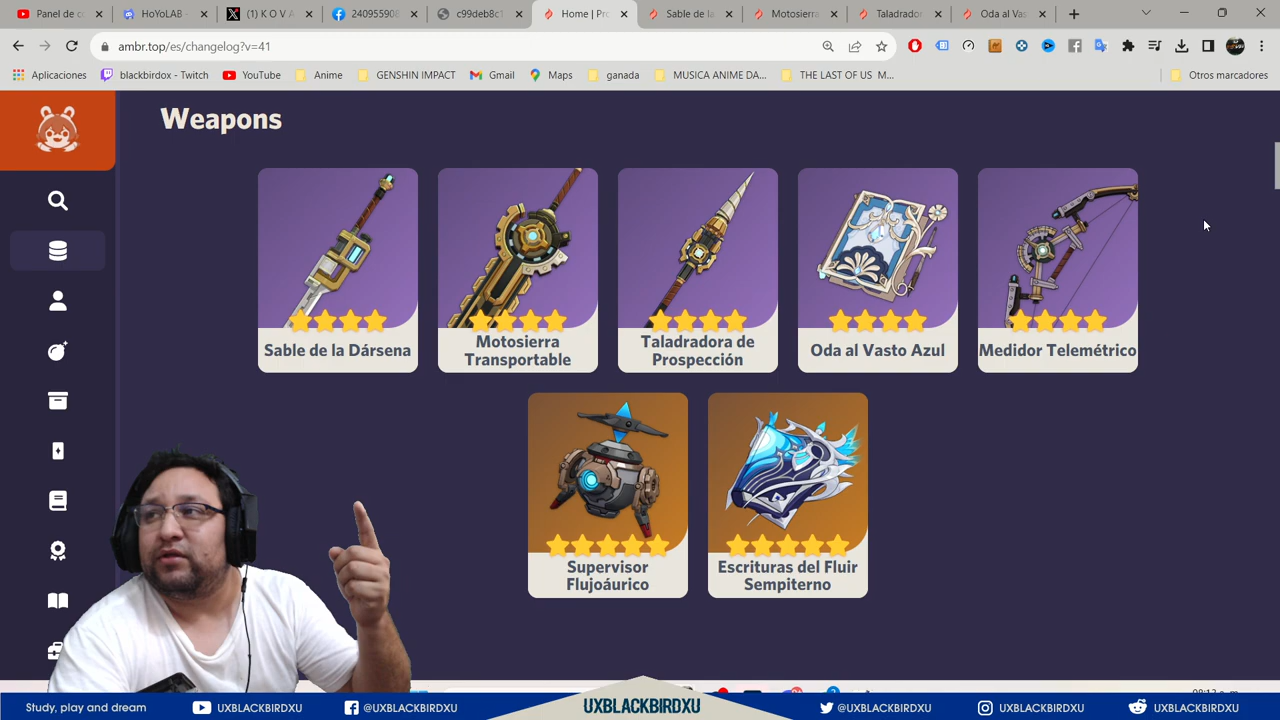 Panel de co
HoYoLAB -
(1) K O V A
240955908
c99deb8c1
Home | Pro
Sable de la
Motosierra
Taladrador
Oda al Vas
ambr.top/es/changelog?v=41
Aplicaciones
blackbirdox - Twitch
YouTube
Anime
GENSHIN IMPACT
Gmail
Maps
ganada
MUSICA ANIME DA...
THE LAST OF US M...
Otros marcadores
Weapons
Sable de la Dársena
Motosierra
Transportable
Taladradora de
Prospección
Oda al Vasto Azul
Medidor Telemétrico
Supervisor
Flujoáurico
Escrituras del Fluir
Sempiterno
Study, play and dream
UXBLACKBIRDXU
@UXBLACKBIRDXU
UXBLACKBIRDXU
@UXBLACKBIRDXU
UXBLACKBIRDXU
UXBLACKBIRDXU